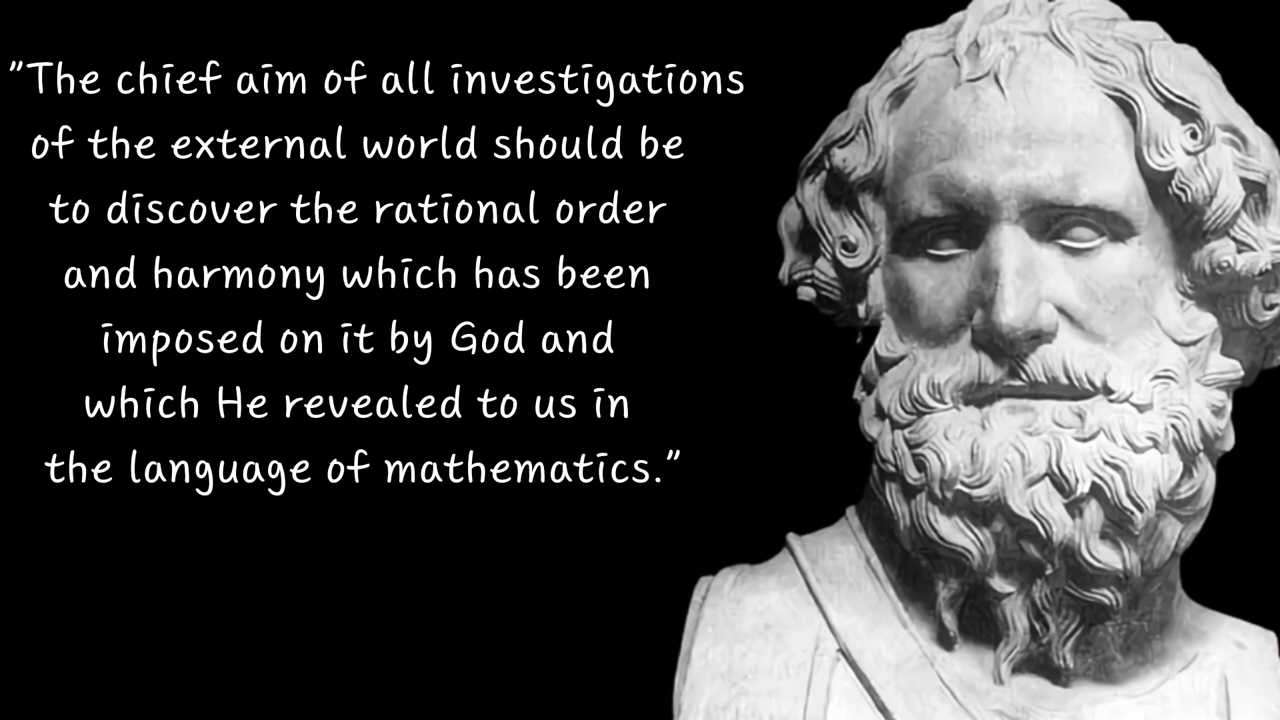 "The chief aim of all investigations
of the external world should be
to discover the rational order
and harmony which has been
imposed on it by God and
which He revealed to us in
the language of mathematics."